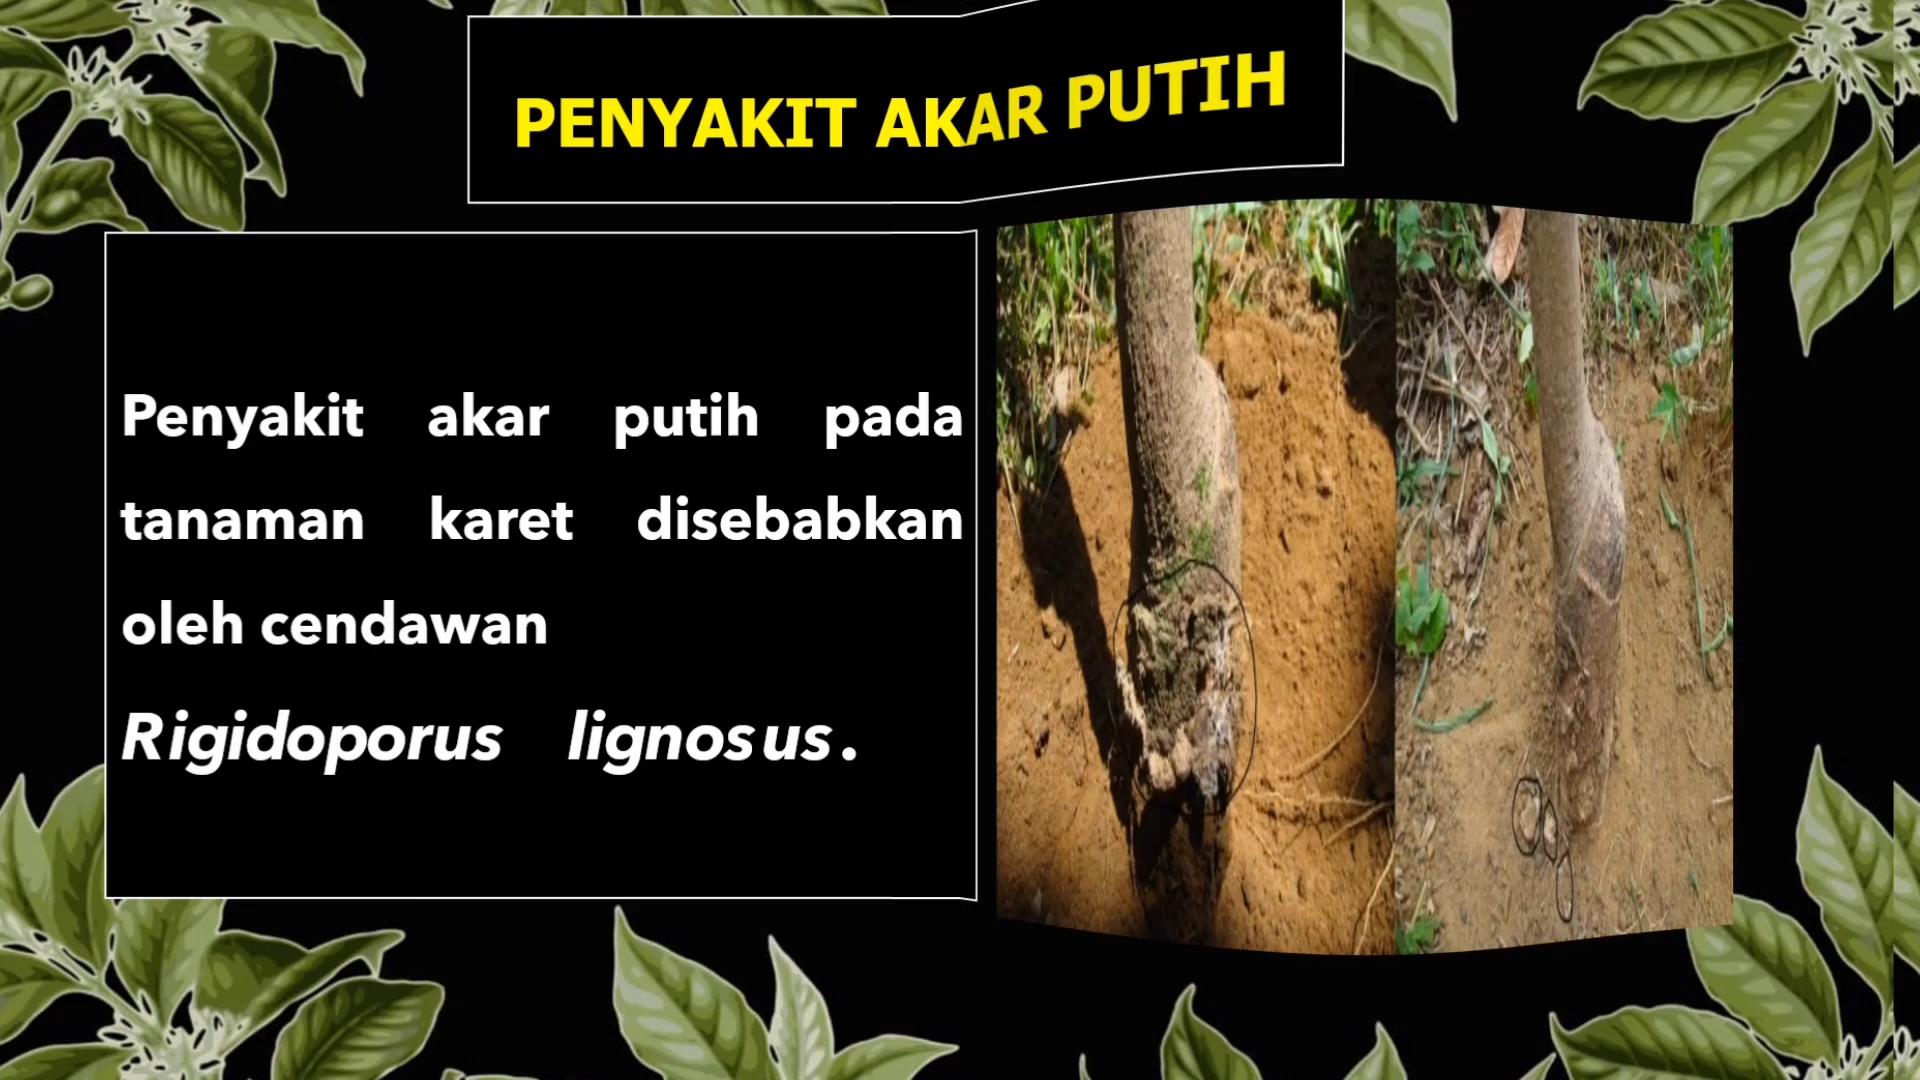 PENYAKIT AKAR PUTIH
Penyakit akar putih pada
tanaman karet disebabkan
oleh cendawan
Rigidoporus lignosus.